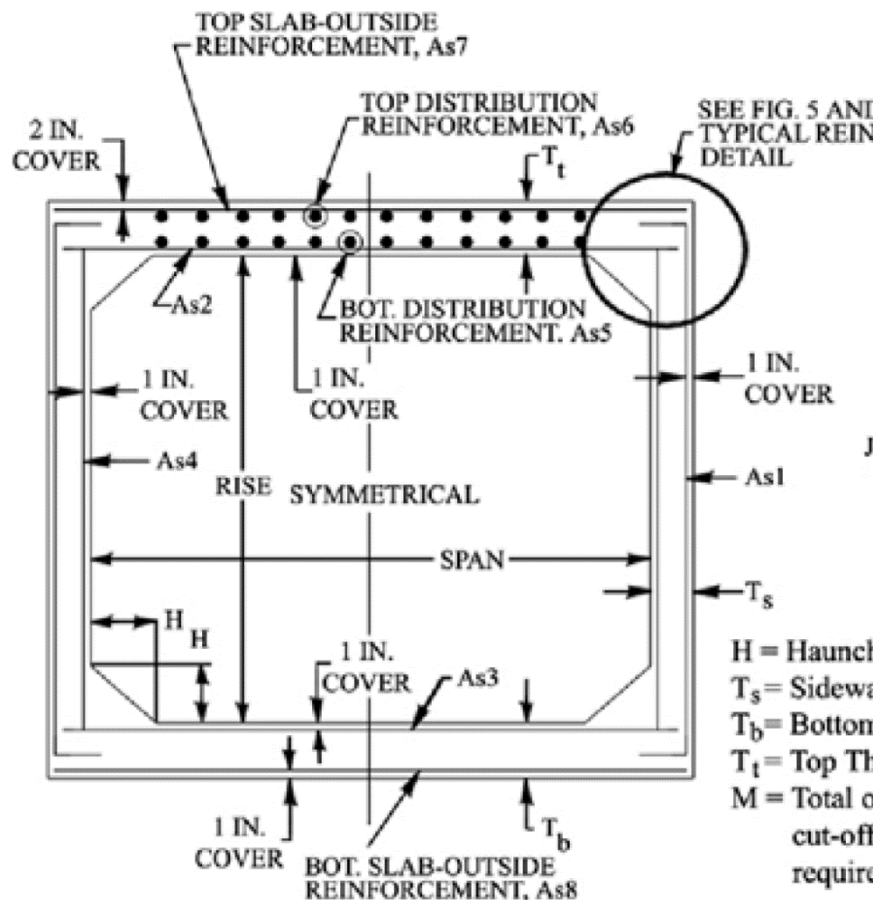 TOP SLAB-OUTSIDE
REINFORCEMENT, As7
TOP DISTRIBUTION
REINFORCEMENT, As6
2 IN.
COVER
SEE FIG. 5 AND
TYPICAL REIN
DETAIL
Tt
As2
BOT. DISTRIBUTION
REINFORCEMENT. As5
1 IN.
COVER
1 IN.
COVER
1 IN.
COVER
As4
RISE
SYMMETRICAL
As1
J
SPAN
Ts
H
H
1 IN.
COVER
As3
H = Haunch
Ts = Sidewa
Tb = Bottom
Tt = Top Th
M = Total o
cut-off
require
1 IN.
COVER
Tb
BOT. SLAB-OUTSIDE
REINFORCEMENT, As8